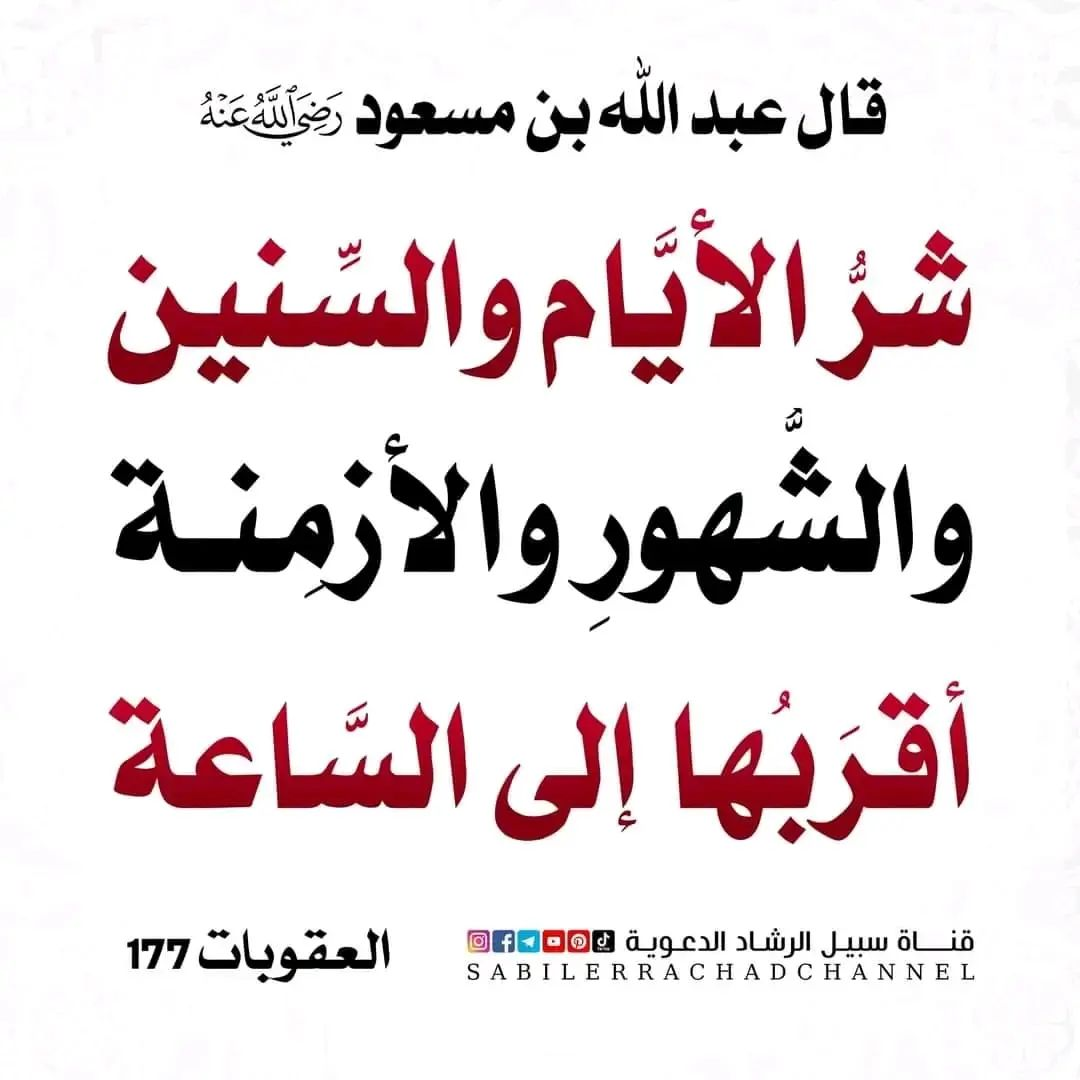 قال عبد الله بن مسعود رَضِيَ ٱللَّهُ عَنْهُ
شرُّ الأيَّام والسِّنين
والشُّهورِ والأزمِنة
أقرَبُها إلى السَّاعة
قناة سبيل الرشاد الدعوية
SABILERRACHADCHANNEL
العقوبات 177